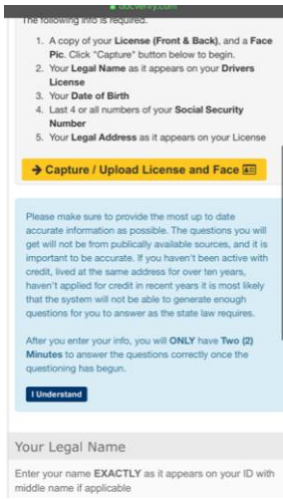 docverify.com
The following info is required.
1. A copy of your License (Front & Back), and a Face
Pic. Click "Capture" button below to begin.
2. Your Legal Name as it appears on your Drivers
License
3. Your Date of Birth
4. Last 4 or all numbers of your Social Security
Number
5. Your Legal Address as it appears on your License
→ Capture / Upload License and Face
Please make sure to provide the most up to date
accurate information as possible. The questions you will
get will not be from publically available sources, and it is
important to be accurate. If you haven't been active with
credit, lived at the same address for over ten years,
haven't applied for credit in recent years it is most likely
that the system will not be able to generate enough
questions for you to answer as the state law requires.
After you enter your info, you will ONLY have Two (2)
Minutes to answer the questions correctly once the
questioning has begun.
I Understand
Your Legal Name
Enter your name EXACTLY as it appears on your ID with
middle name if applicable